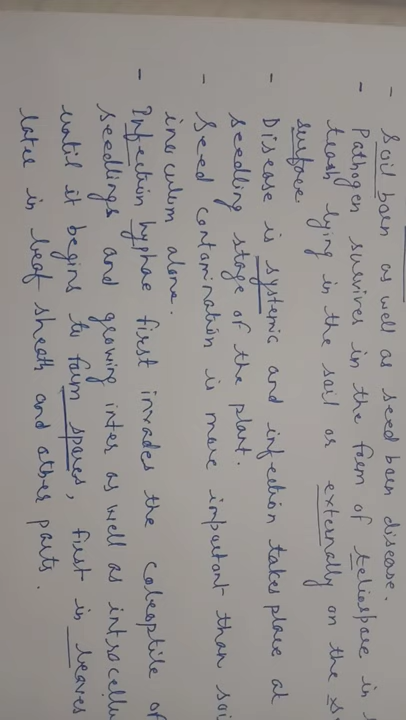 - Soil born as well as seed born disease.
- Pathogen survives in the form of teliospore in
trash lying in the soil or externally on the
surface.
- Disease is systemic and infection takes place at
seedling stage of the plant.
- Seed contamination is more important than soi
inoculum alone.
- Infection hyphae first invades the coleoptile of
seedlings and growing inter as well as intracellu
until it begins to form spores, first in leaves
later in leaf sheath and other parts.